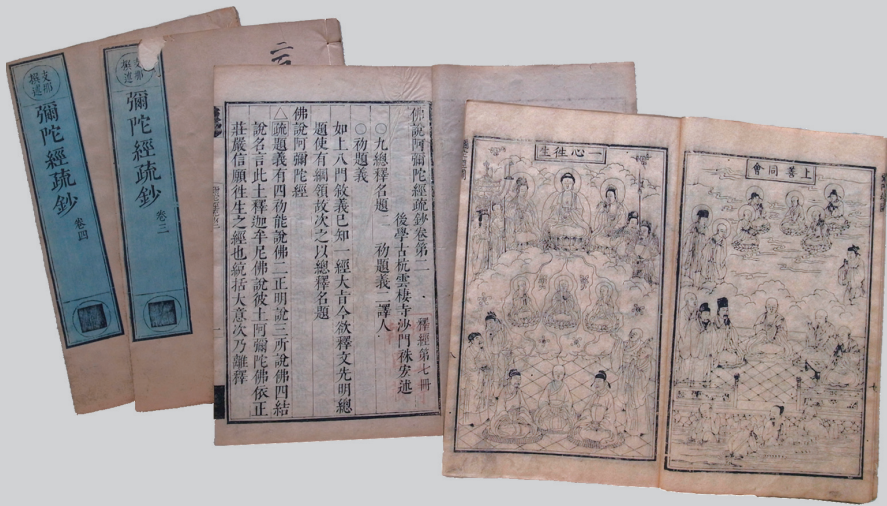 支那撰述
彌陀經疏鈔
卷四
支那撰述
彌陀經疏鈔
卷三
佛說阿彌陀經疏鈔卷第二
釋經第七冊
後學古杭雲棲寺沙門袾宏述
○九總釋名題 初題義二譯人
○初題義
如上八門敘義已知一經大旨今欲釋文先明總
題使有綱領故次之以總釋名題
佛說阿彌陀經
△疏題義有四初能說佛二正明說三所說佛四結
說名言此土釋迦牟尼佛說彼土阿彌陀佛依正
莊嚴信願徃生之經也統括大意次乃離釋
上善同會
一心徃生